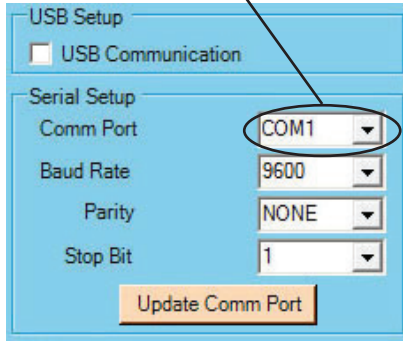 USB Setup
USB Communication
Serial Setup
Comm Port COM1
Baud Rate 9600
Parity NONE
Stop Bit 1
Update Comm Port